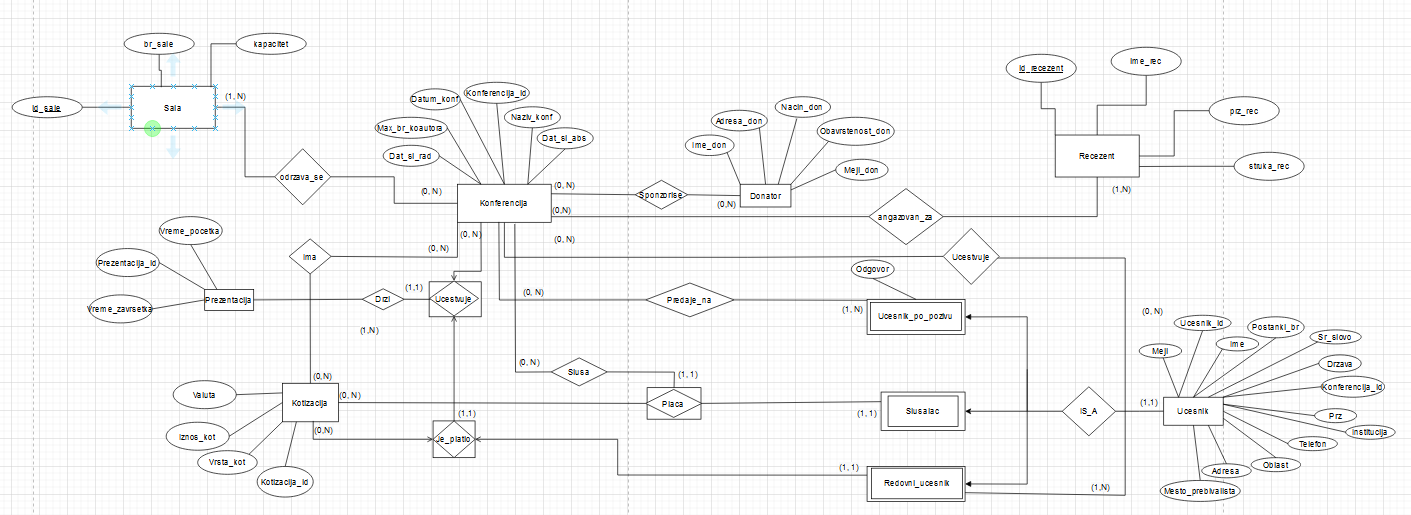 br_sale
kapacitet
Id_sale
Sala
(1, N)
odrzava_se
(0, N)
Datum_konf
Konferencija_id
Naziv_konf
Max_br_koautora
Dat_sl_abs
Dat_sl_rad
Konferencija
(0, N)
(0,N)
(0,N)
(0, N)
(0, N)
Sponzorise
(0,N)
Ime_don
Adresa_don
Nacin_don
Obavrstenost_don
Mejl_don
Donator
angazovan_za
(1,N)
Id_recezent
Ime_rec
prz_rec
struka_rec
Recezent
Ucestvuje
Vreme_pocetka
Prezentacija_id
Vreme_zavrsetka
Prezentacija
Ima
Drzi
(1,1)
(1,N)
Ucestvuje
(0, N)
Predaje_na
Odgovor
(1, N)
Ucesnik_po_pozivu
(0, N)
(0, N)
Slusa
(1, 1)
Placa
(0,N)
(0, N)
(0,N)
Valuta
Iznos_kot
Vrsta_kot
Kotizacija_id
Kotizacija
(1,1)
Je_platio
(1, 1)
Slusalac
(1, 1)
Redovni_ucesnik
(1,N)
IS_A
(1,1)
Ucesnik
Mejl
Ucesnik_id
Ime
Postanki_br
Sr_slovo
Drzava
Konferencija_id
Prz
Institucija
Telefon
Oblast
Adresa
Mesto_prebivalista